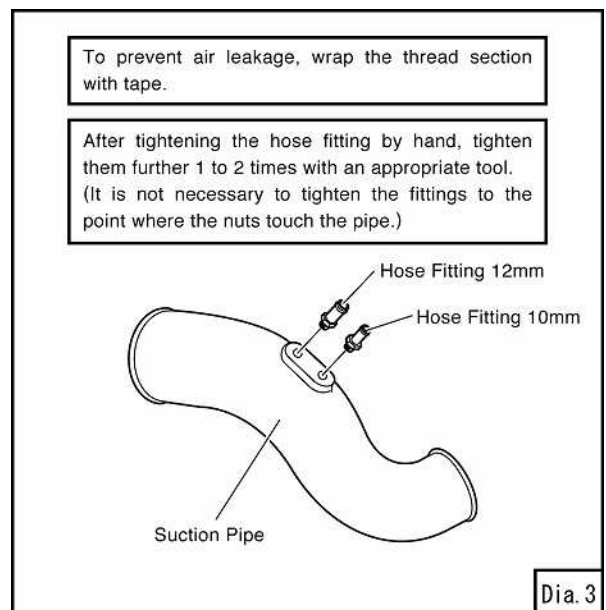 To prevent air leakage, wrap the thread section
with tape.
After tightening the hose fitting by hand, tighten
them further 1 to 2 times with an appropriate tool.
(It is not necessary to tighten the fittings to the
point where the nuts touch the pipe.)
Hose Fitting 12mm
Hose Fitting 10mm
Suction Pipe
Dia. 3